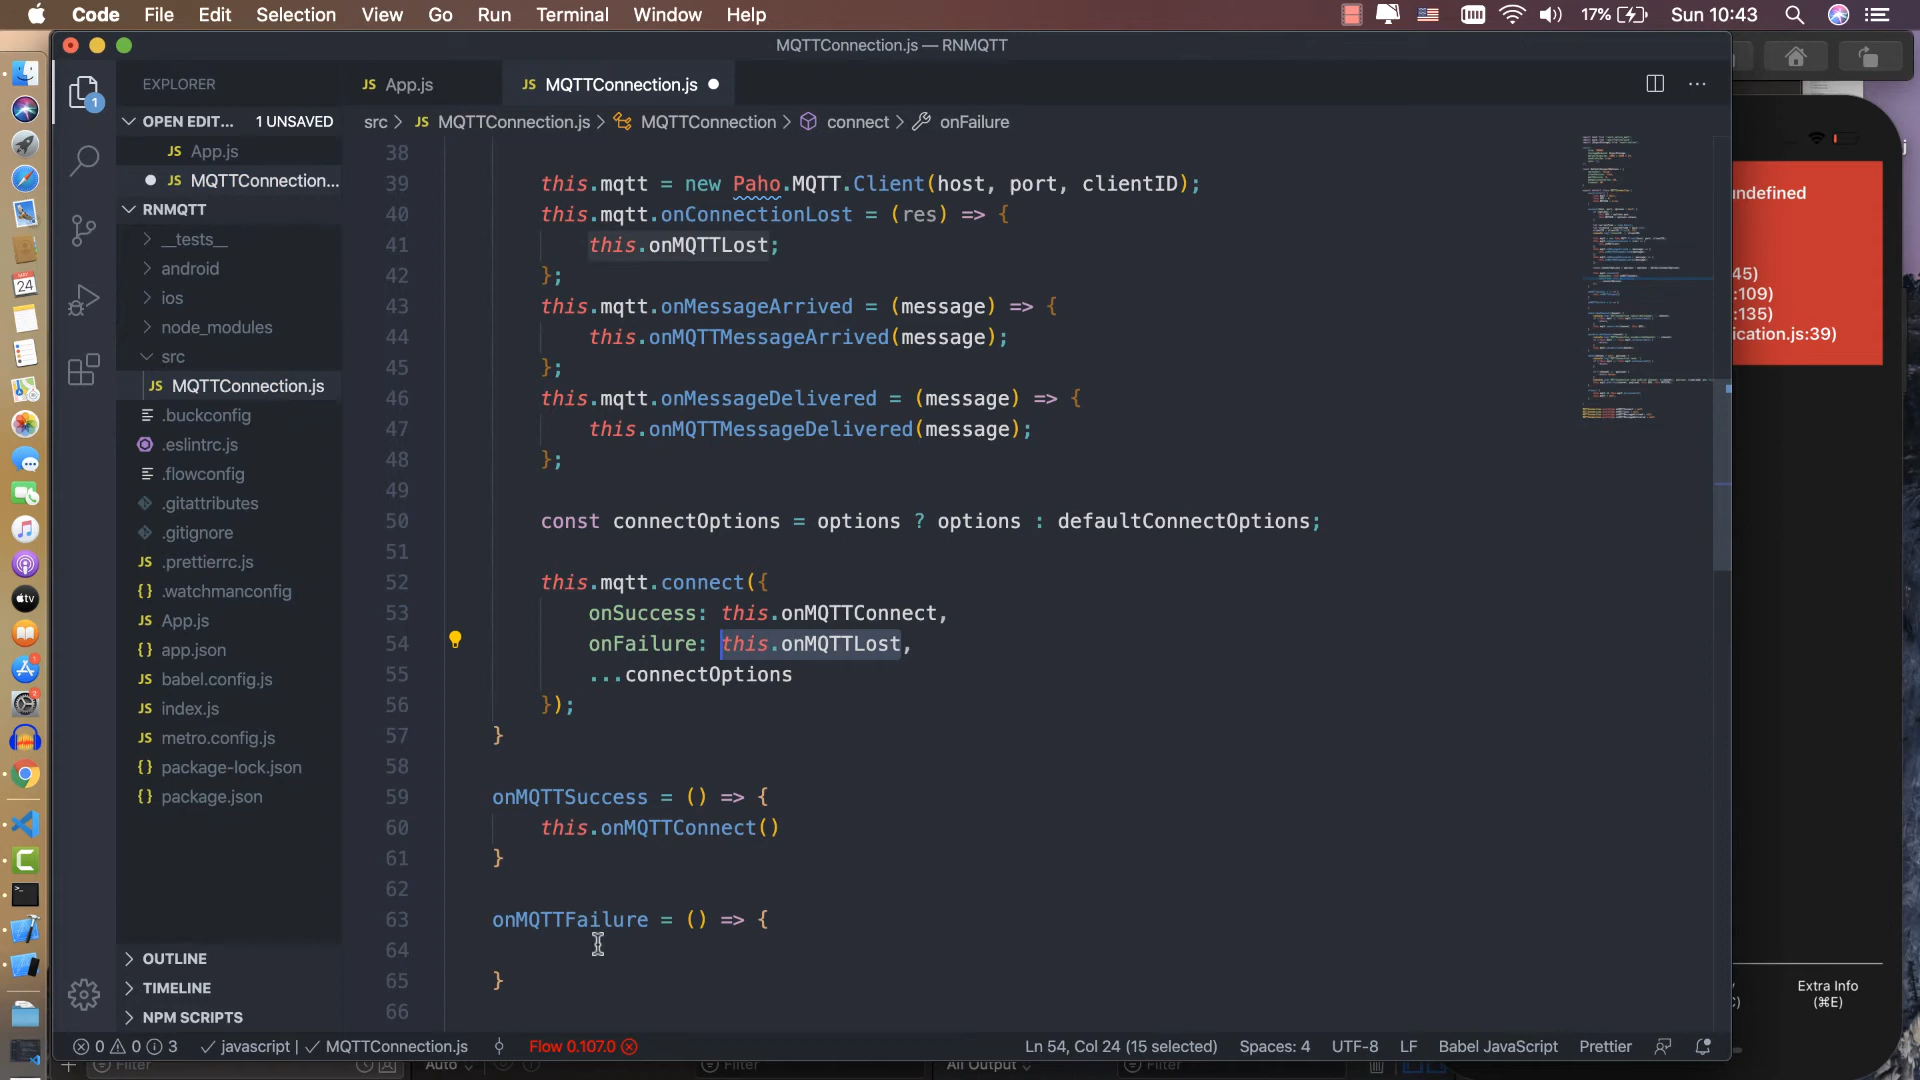 Code File Edit Selection View Go Run Terminal Window Help
17% Sun 10:43
MQTTConnection.js — RNMQTT
EXPLORER
JS App.js
JS MQTTConnection.js
OPEN EDIT... 1 UNSAVED
JS App.js
JS MQTTConnection...
RNMQTT
__tests__
android
ios
node_modules
src
JS MQTTConnection.js
.buckconfig
.eslintrc.js
.flowconfig
.gitattributes
.gitignore
JS .prettierrc.js
{} .watchmanconfig
JS App.js
{} app.json
JS babel.config.js
JS index.js
JS metro.config.js
{} package-lock.json
{} package.json
OUTLINE
TIMELINE
NPM SCRIPTS
src > JS MQTTConnection.js > MQTTConnection > connect > onFailure
38
39 this.mqtt = new Paho.MQTT.Client(host, port, clientID);
40 this.mqtt.onConnectionLost = (res) => {
41 this.onMQTTLost;
42 };
43 this.mqtt.onMessageArrived = (message) => {
44 this.onMQTTMessageArrived(message);
45 };
46 this.mqtt.onMessageDelivered = (message) => {
47 this.onMQTTMessageDelivered(message);
48 };
49
50 const connectOptions = options ? options : defaultConnectOptions;
51
52 this.mqtt.connect({
53 onSuccess: this.onMQTTConnect,
54 onFailure: this.onMQTTLost,
55 ...connectOptions
56 });
57 }
58
59 onMQTTSuccess = () => {
60 this.onMQTTConnect()
61 }
62
63 onMQTTFailure = () => {
64
65 }
66
undefined
45)
:109)
:135)
ication.js:39)
Extra Info
(⌘E)
0 0 3 javascript | MQTTConnection.js Flow 0.107.0 Ln 54, Col 24 (15 selected) Spaces: 4 UTF-8 LF Babel JavaScript Prettier
Filter Auto Filter All Output Filter